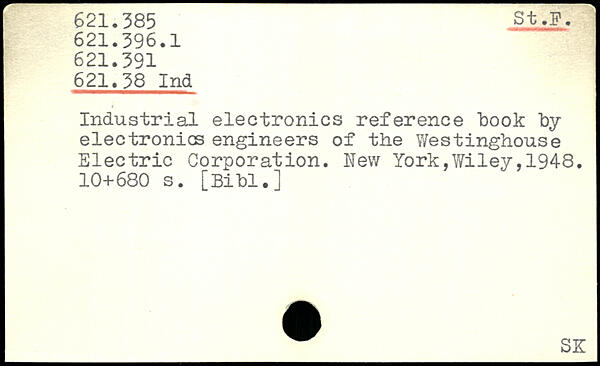 621.385 St.F.
621.396.1
621.391
621.38 Ind
Industrial electronics reference book by
electronics engineers of the Westinghouse
Electric Corporation. New York,Wiley,1948.
10+680 s. [Bibl.]
SK